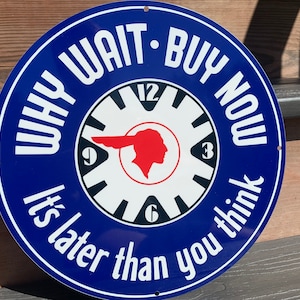 WHY WAIT · BUY NOW
12
9 3
6
It's later than you think